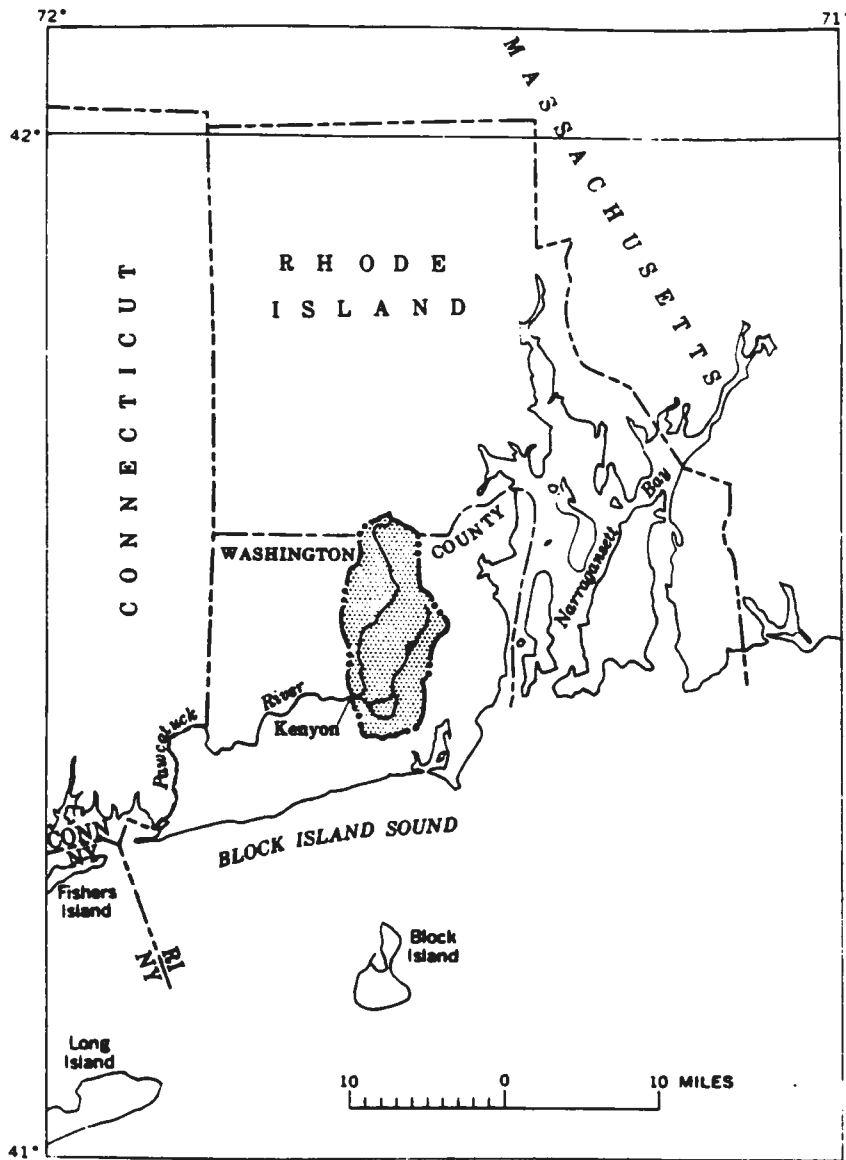 72°
71°
MASSACHUSETTS
42°
RHODE
ISLAND
CONNECTICUT
Narragansett Bay
WASHINGTON COUNTY
Pawcatuck River
Kenyon
CONN
NY
BLOCK ISLAND SOUND
Fishers
Island
RI
NY
Block
Island
Long
Island
10 0 10 MILES
41°